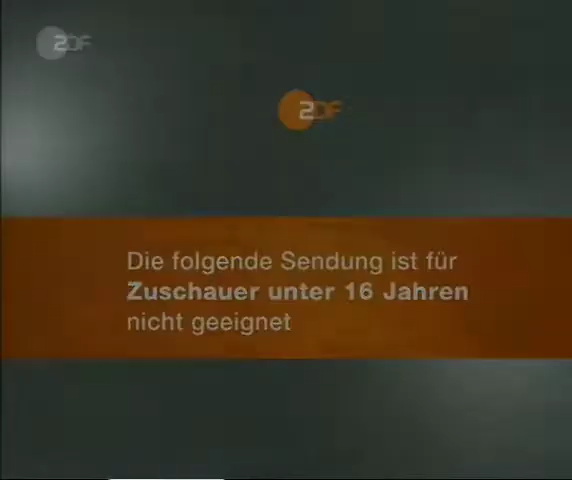 ZDF
ZDF
Die folgende Sendung ist für
Zuschauer unter 16 Jahren
nicht geeignet